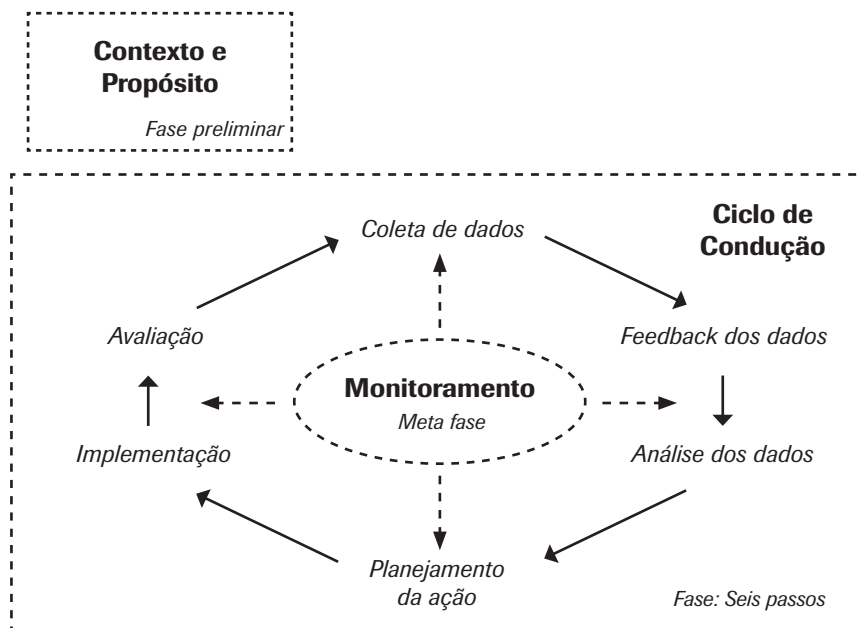 Contexto e
Propósito
Fase preliminar
Ciclo de
Condução
Coleta de dados
Avaliação
Feedback dos dados
Monitoramento
Meta fase
Implementação
Análise dos dados
Planejamento
da ação
Fase: Seis passos